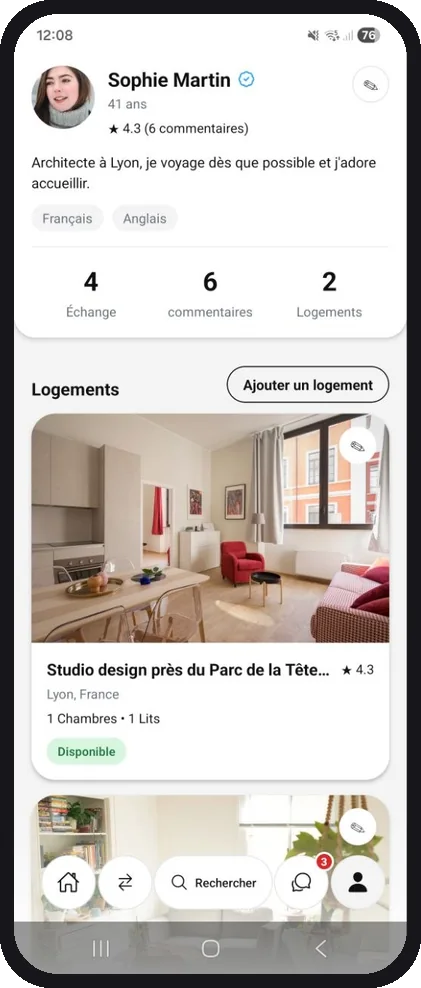 12:08
76
Sophie Martin
41 ans
★ 4.3 (6 commentaires)
Architecte à Lyon, je voyage dès que possible et j'adore
accueillir.
Français Anglais
4 6 2
Échange commentaires Logements
Logements
Ajouter un logement
Studio design près du Parc de la Tête... ★ 4.3
Lyon, France
1 Chambres • 1 Lits
Disponible
3
Rechercher